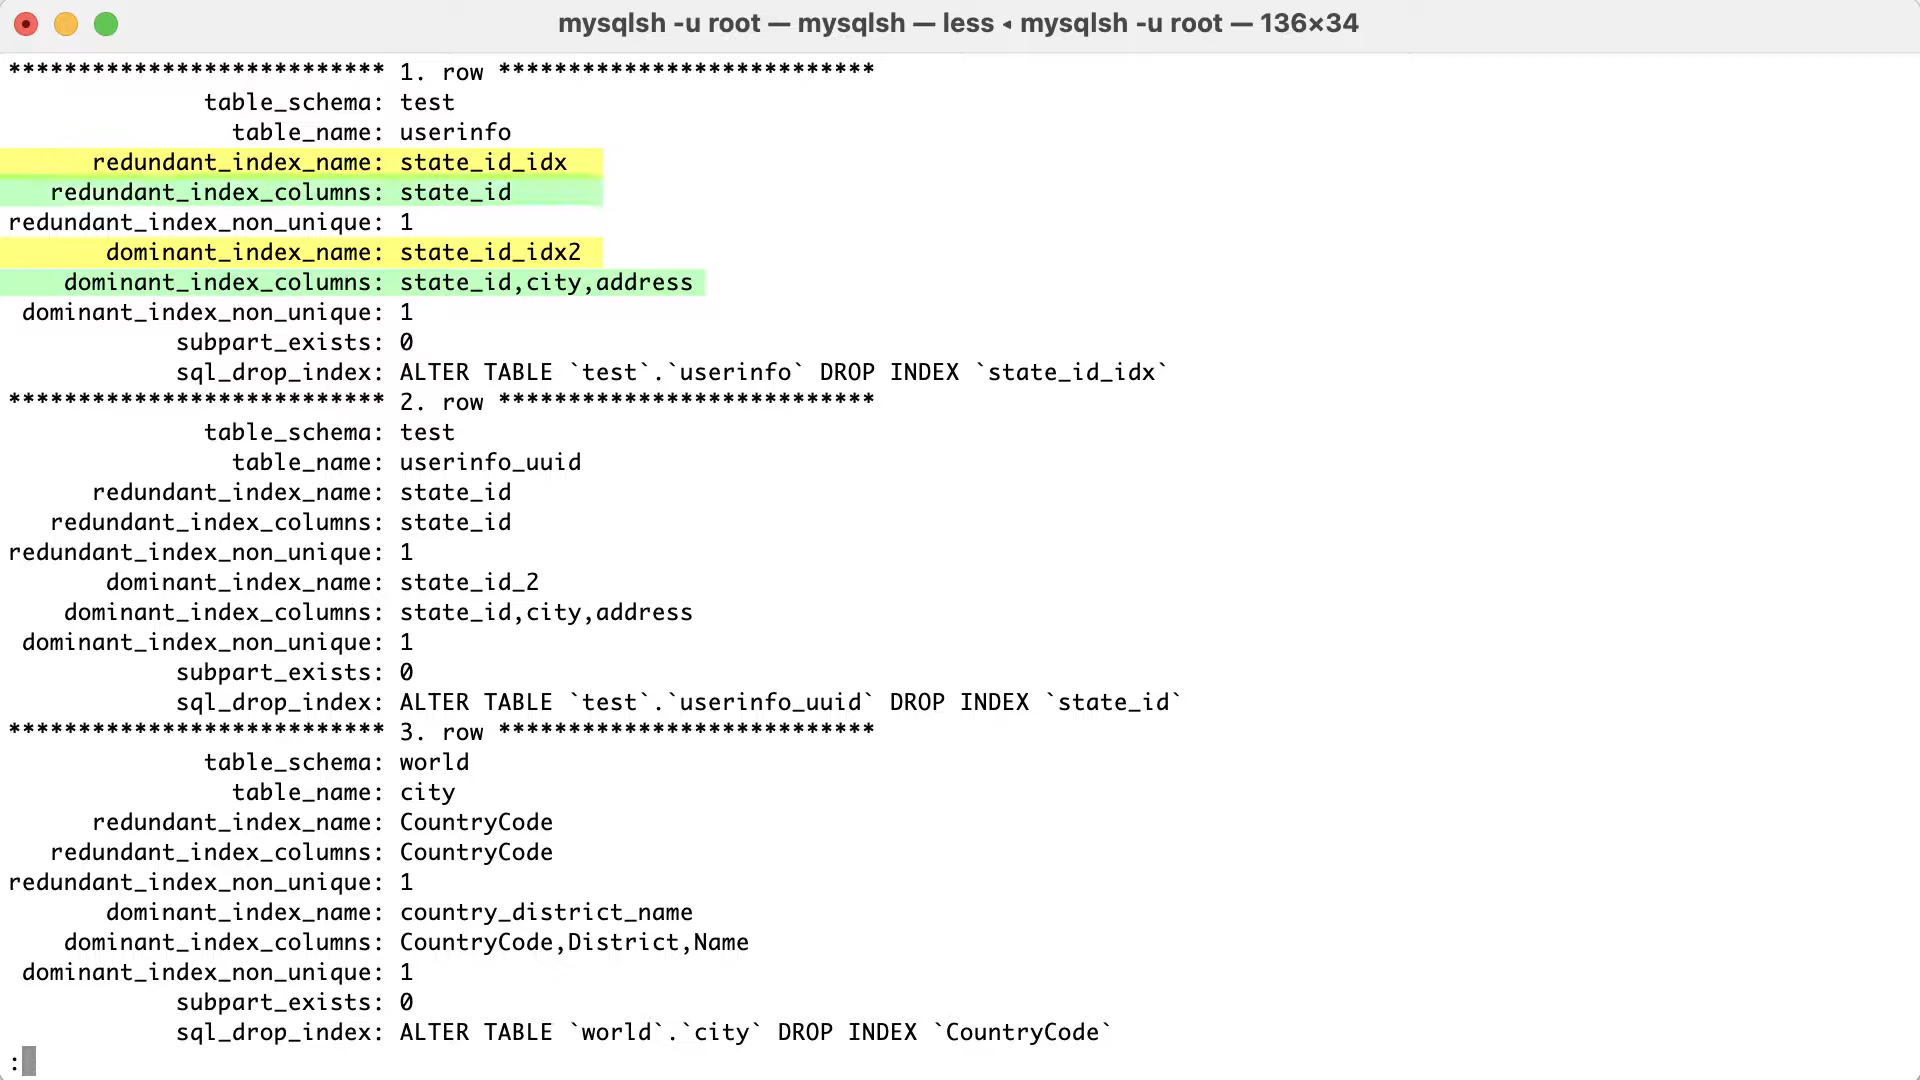 mysqlsh -u root — mysqlsh — less ◂ mysqlsh -u root — 136×34
*************************** 1. row ***************************
table_schema: test
table_name: userinfo
redundant_index_name: state_id_idx
redundant_index_columns: state_id
redundant_index_non_unique: 1
dominant_index_name: state_id_idx2
dominant_index_columns: state_id,city,address
dominant_index_non_unique: 1
subpart_exists: 0
sql_drop_index: ALTER TABLE `test`.`userinfo` DROP INDEX `state_id_idx`
*************************** 2. row ***************************
table_schema: test
table_name: userinfo_uuid
redundant_index_name: state_id
redundant_index_columns: state_id
redundant_index_non_unique: 1
dominant_index_name: state_id_2
dominant_index_columns: state_id,city,address
dominant_index_non_unique: 1
subpart_exists: 0
sql_drop_index: ALTER TABLE `test`.`userinfo_uuid` DROP INDEX `state_id`
*************************** 3. row ***************************
table_schema: world
table_name: city
redundant_index_name: CountryCode
redundant_index_columns: CountryCode
redundant_index_non_unique: 1
dominant_index_name: country_district_name
dominant_index_columns: CountryCode,District,Name
dominant_index_non_unique: 1
subpart_exists: 0
sql_drop_index: ALTER TABLE `world`.`city` DROP INDEX `CountryCode`
: